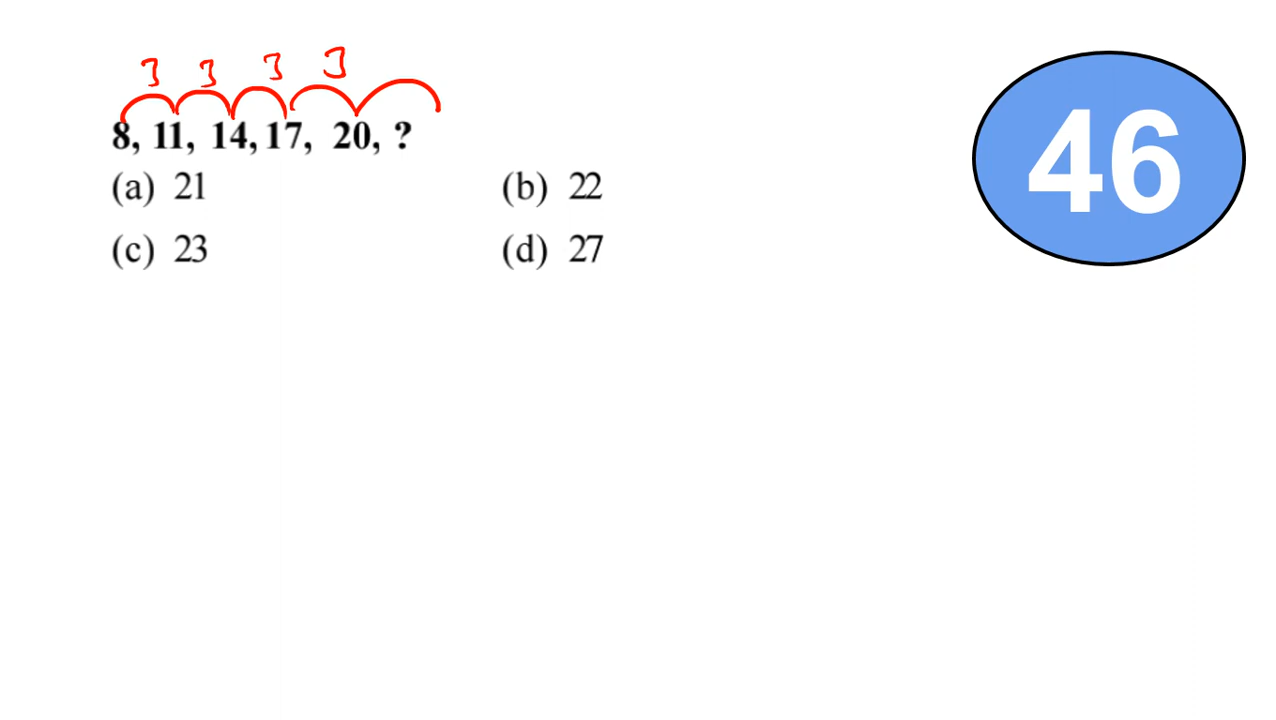 3 3 3 3
8, 11, 14, 17, 20, ?
(a) 21 (b) 22
(c) 23 (d) 27
46